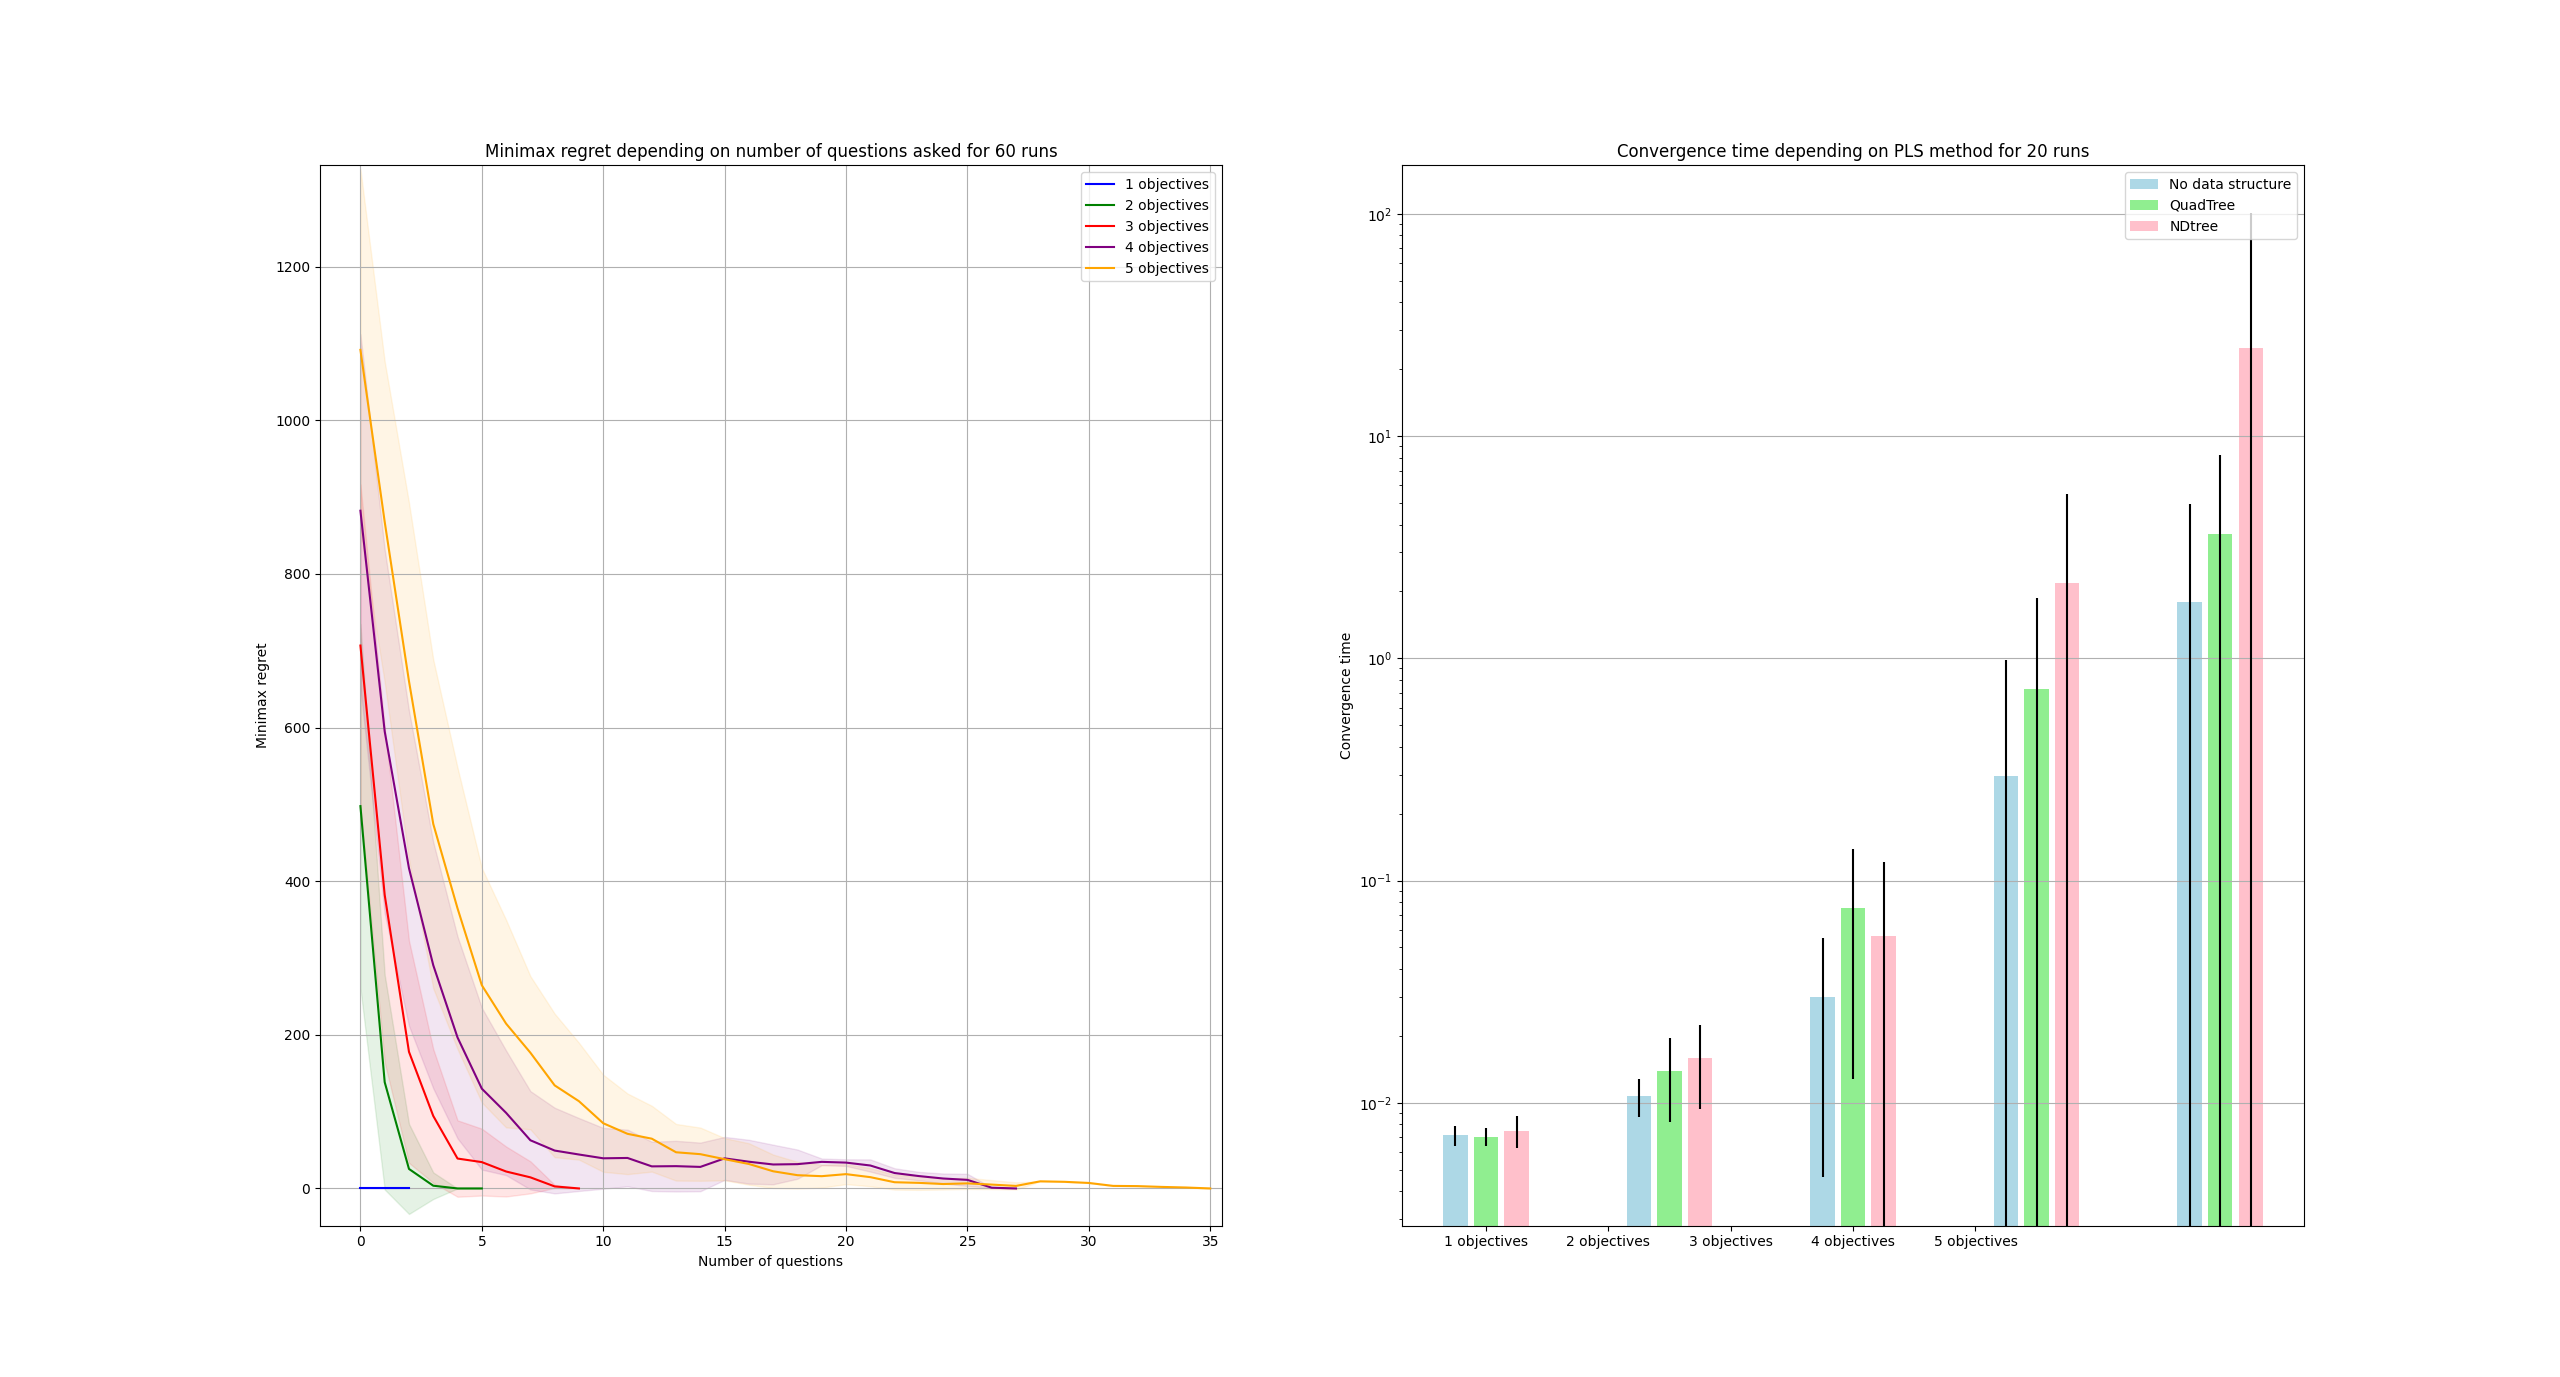 Minimax regret depending on number of questions asked for 60 runs
1 objectives
2 objectives
3 objectives
4 objectives
5 objectives
1200
1000
800
600
400
200
0
Minimax regret
0 5 10 15 20 25 30 35
Number of questions
Convergence time depending on PLS method for 20 runs
No data structure
QuadTree
NDtree
10²
10¹
10⁰
10⁻¹
10⁻²
Convergence time
1 objectives 2 objectives 3 objectives 4 objectives 5 objectives